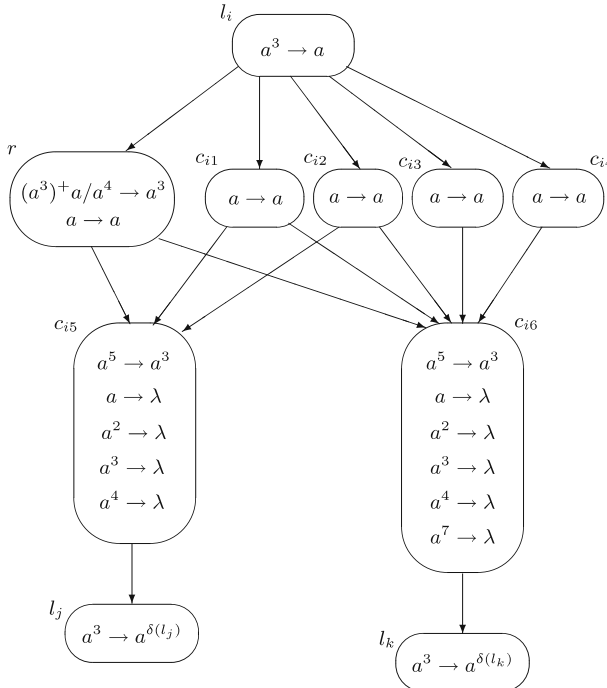 l_i
a^3 → a
r
c_{i1}
c_{i2}
c_{i3}
(a^3)^+a/a^4 → a^3
a → a
a → a
a → a
a → a
a → a
c_{i5}
c_{i6}
a^5 → a^3
a → λ
a^2 → λ
a^3 → λ
a^4 → λ
a^5 → a^3
a → λ
a^2 → λ
a^3 → λ
a^4 → λ
a^7 → λ
l_j
a^3 → a^{δ(l_j)}
l_k
a^3 → a^{δ(l_k)}